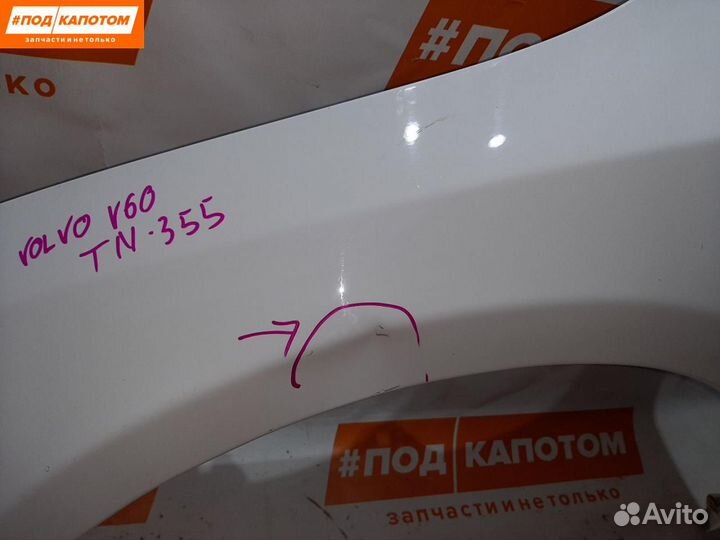 #ПОД КАПОТОМ
запчасти и не только
#ПО
ко
VOLVO V60
TN·355
#ПОД КАПОТОМ
запчасти и не только
Avito